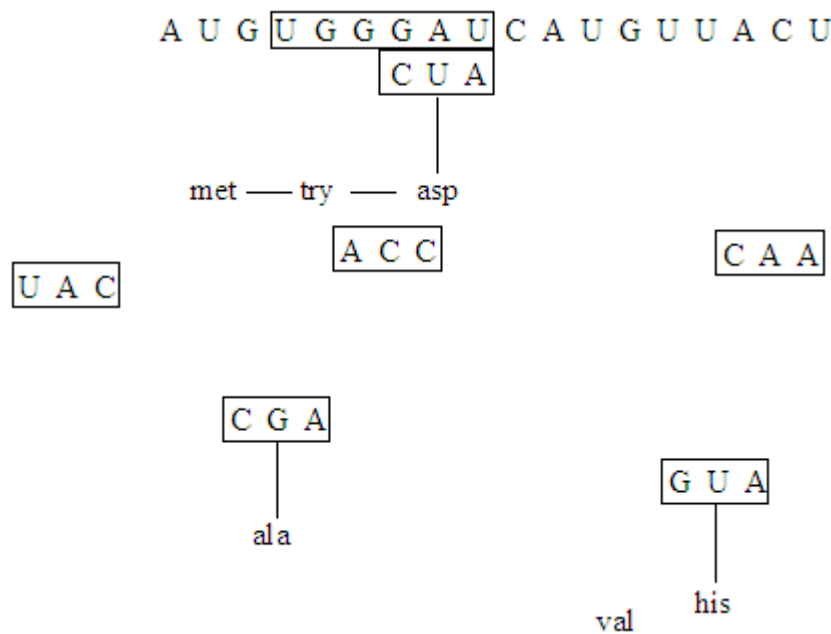 A U G U G G G A U C A U G U U A C U
C U A
met try asp
A C C
C A A
U A C
C G A
G U A
ala
his
val